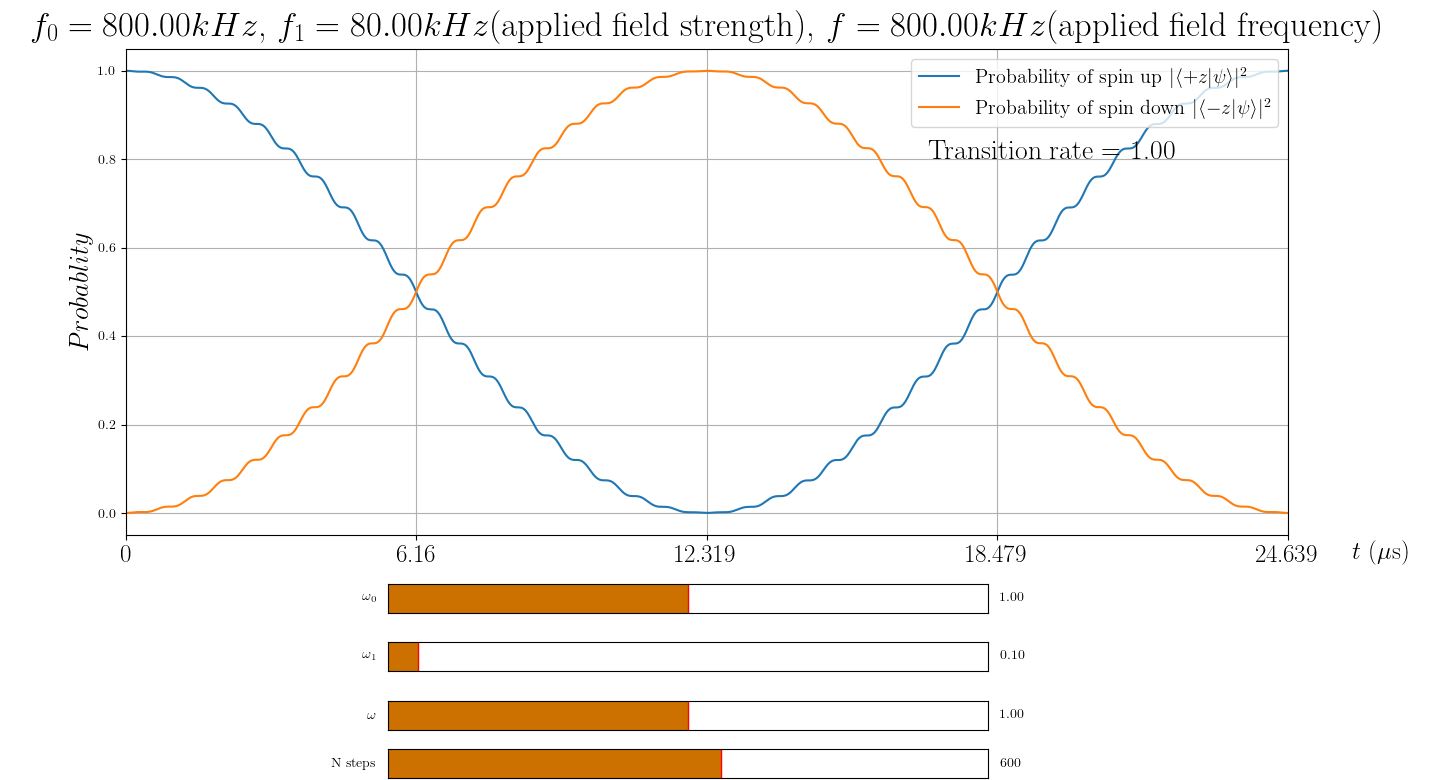 f₀ = 800.00kHz, f₁ = 80.00kHz(applied field strength), f = 800.00kHz(applied field frequency)
Probability of spin up |⟨+z|ψ⟩|²
Probability of spin down |⟨−z|ψ⟩|²
Transition rate = 1.00
Probablity
1.0
0.8
0.6
0.4
0.2
0.0
0 6.16 12.319 18.479 24.639 t (μs)
ω₀ 1.00
ω₁ 0.10
ω 1.00
N steps 600